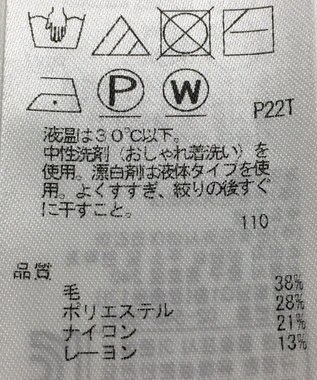 P W
P22T
液温は30℃以下。
中性洗剤（おしゃれ着洗い）を
使用。漂白剤は液体タイプを使
用。よくすすぎ、絞りの後すぐ
に干すこと。
110
品質
毛 38%
ポリエステル 28%
ナイロン 21%
レーヨン 13%